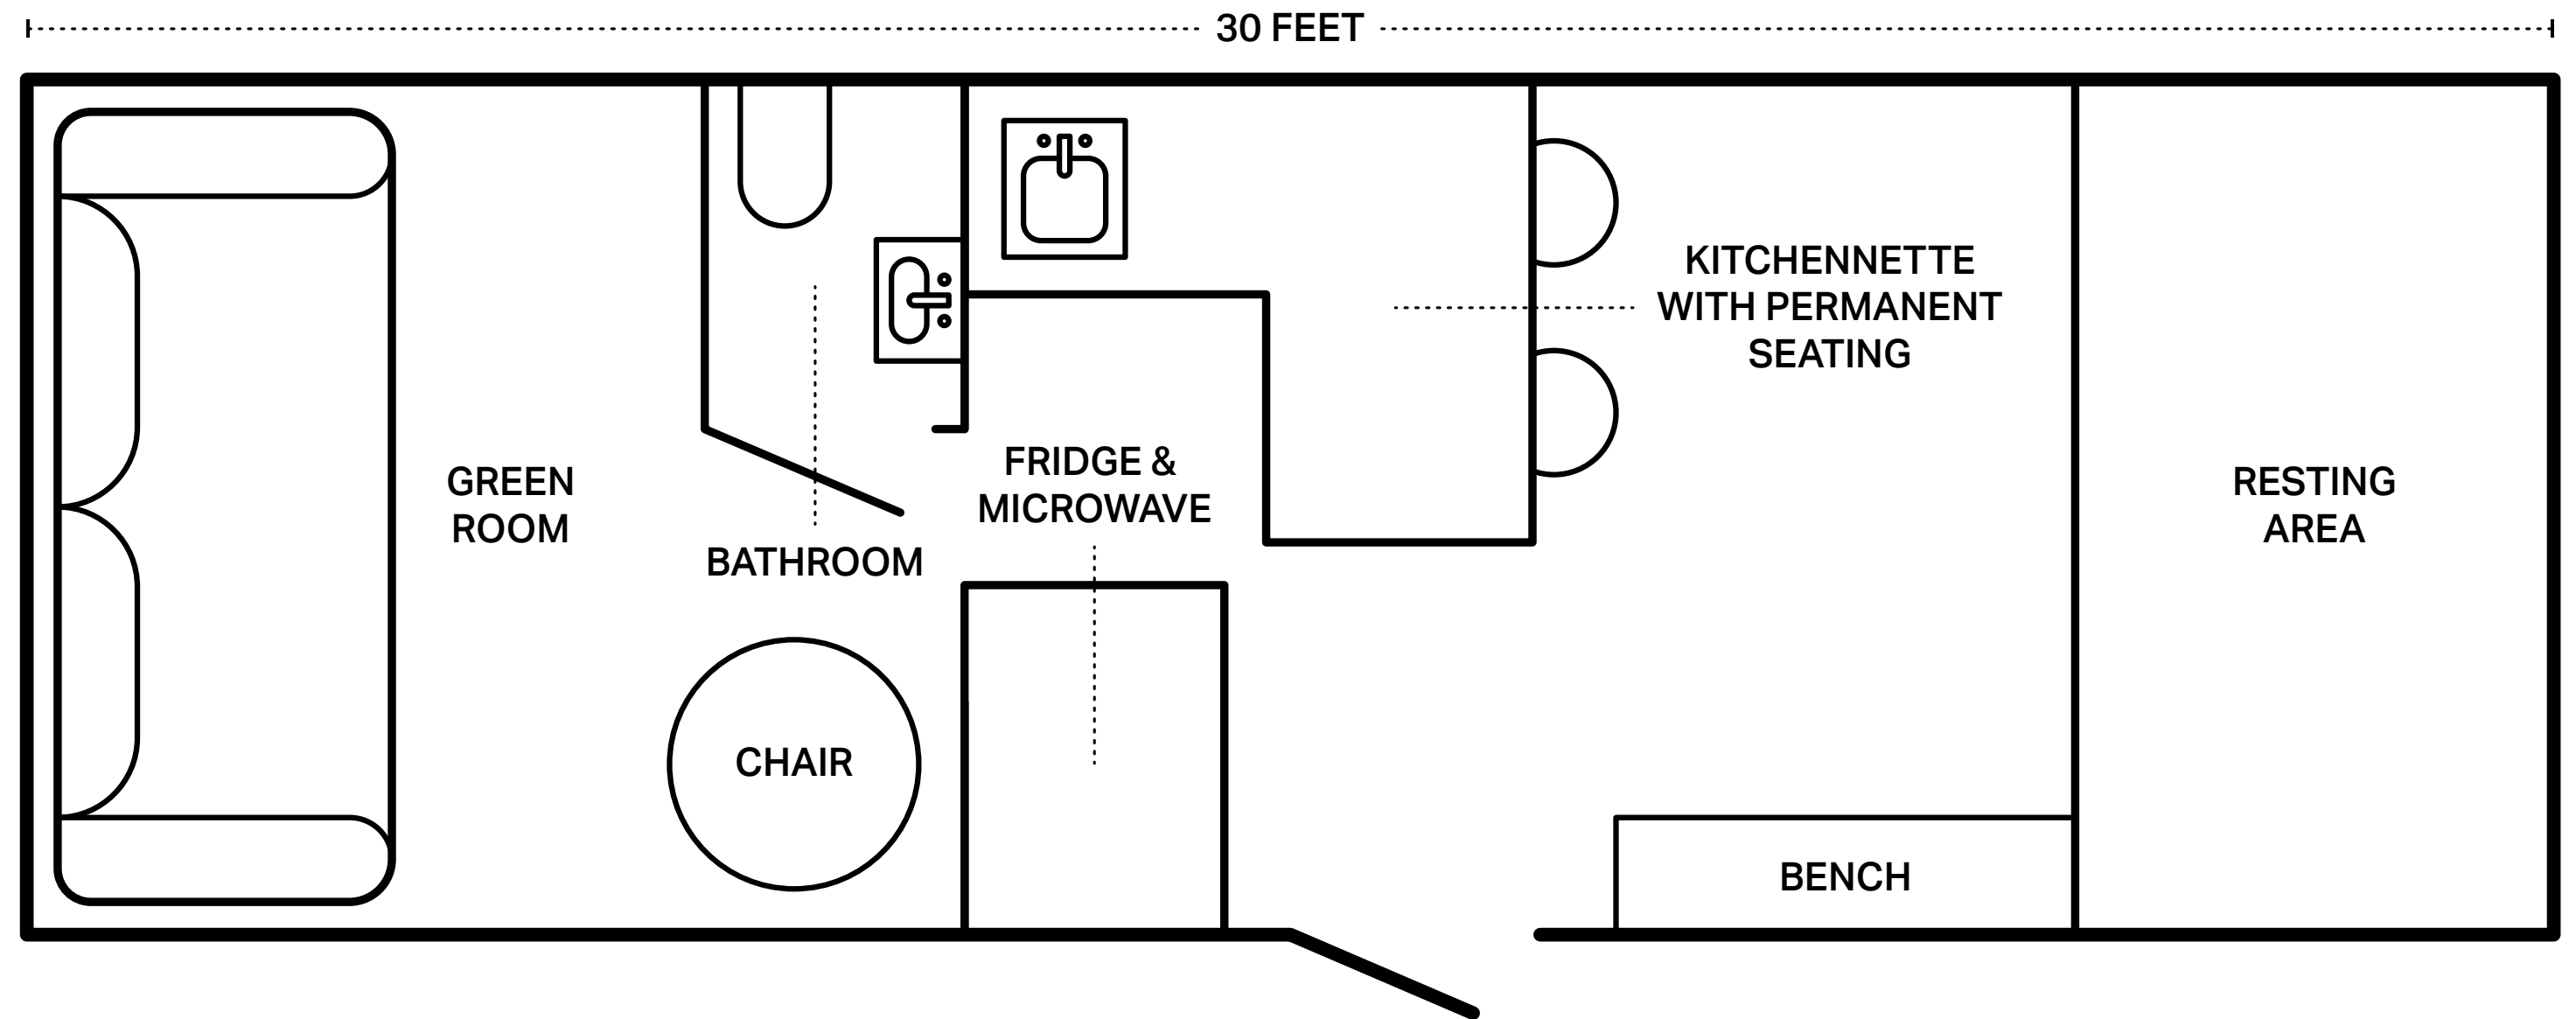 30 FEET
KITCHENNETTE
WITH PERMANENT
SEATING
GREEN
ROOM
BATHROOM
FRIDGE &
MICROWAVE
RESTING
AREA
CHAIR
BENCH